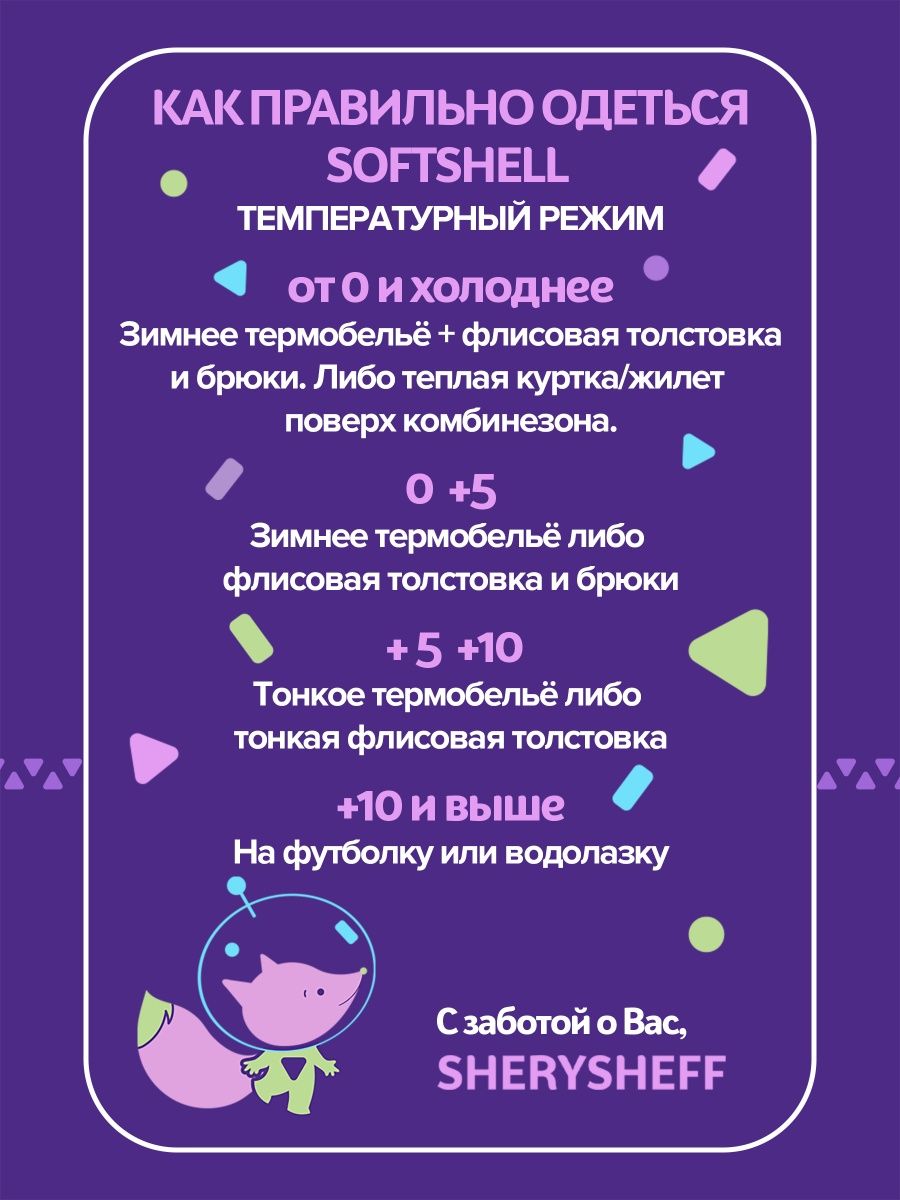 КАК ПРАВИЛЬНО ОДЕТЬСЯ
SOFTSHELL
ТЕМПЕРАТУРНЫЙ РЕЖИМ
от 0 и холоднее
Зимнее термобельё + флисовая толстовка
и брюки. Либо теплая куртка/жилет
поверх комбинезона.
0 +5
Зимнее термобельё либо
флисовая толстовка и брюки
+ 5 +10
Тонкое термобельё либо
тонкая флисовая толстовка
+10 и выше
На футболку или водолазку
С заботой о Вас,
SHERYSHEFF